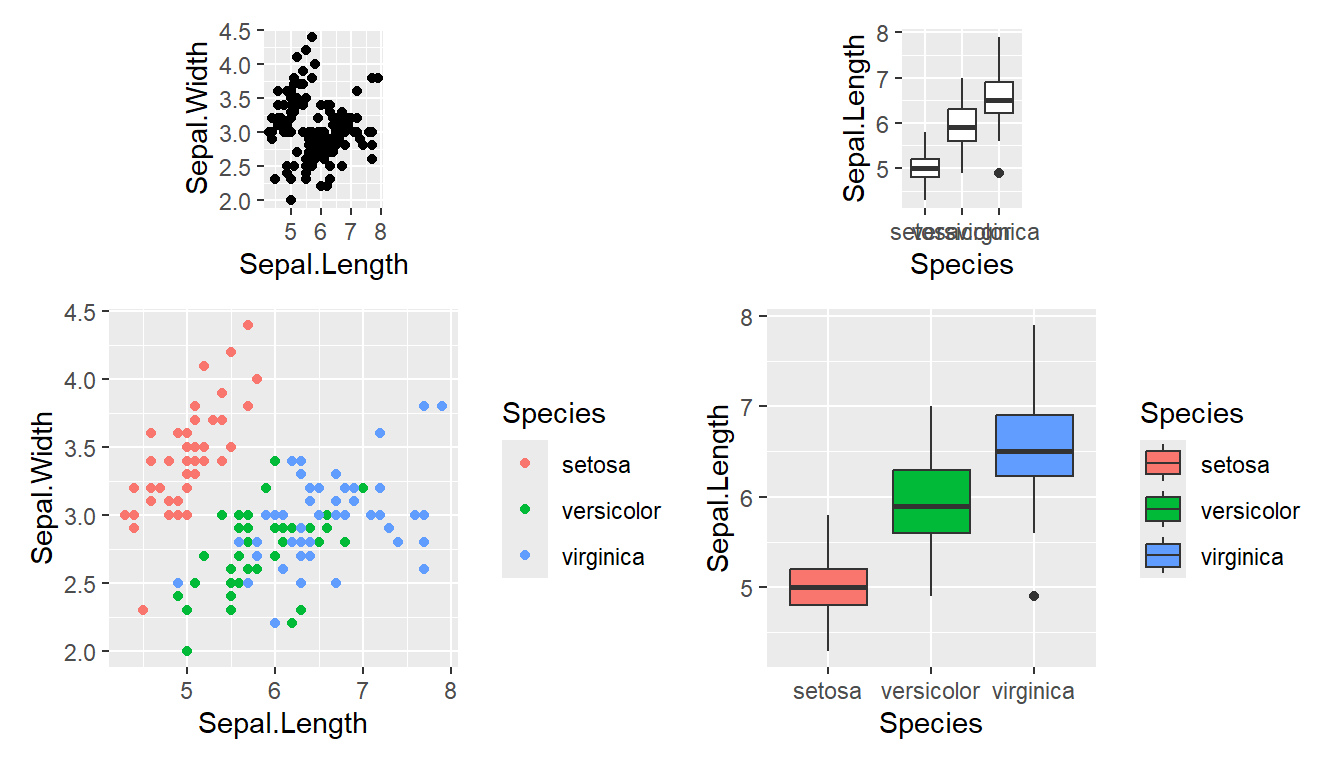 4.5
4.0
3.5
3.0
2.5
2.0
Sepal.Width
5 6 7 8
Sepal.Length
8
7
6
5
Sepal.Length
setosa versicolor virginica
Species
4.5
4.0
3.5
3.0
2.5
2.0
Sepal.Width
5 6 7 8
Sepal.Length
Species
setosa
versicolor
virginica
8
7
6
5
Sepal.Length
setosa versicolor virginica
Species
Species
setosa
versicolor
virginica